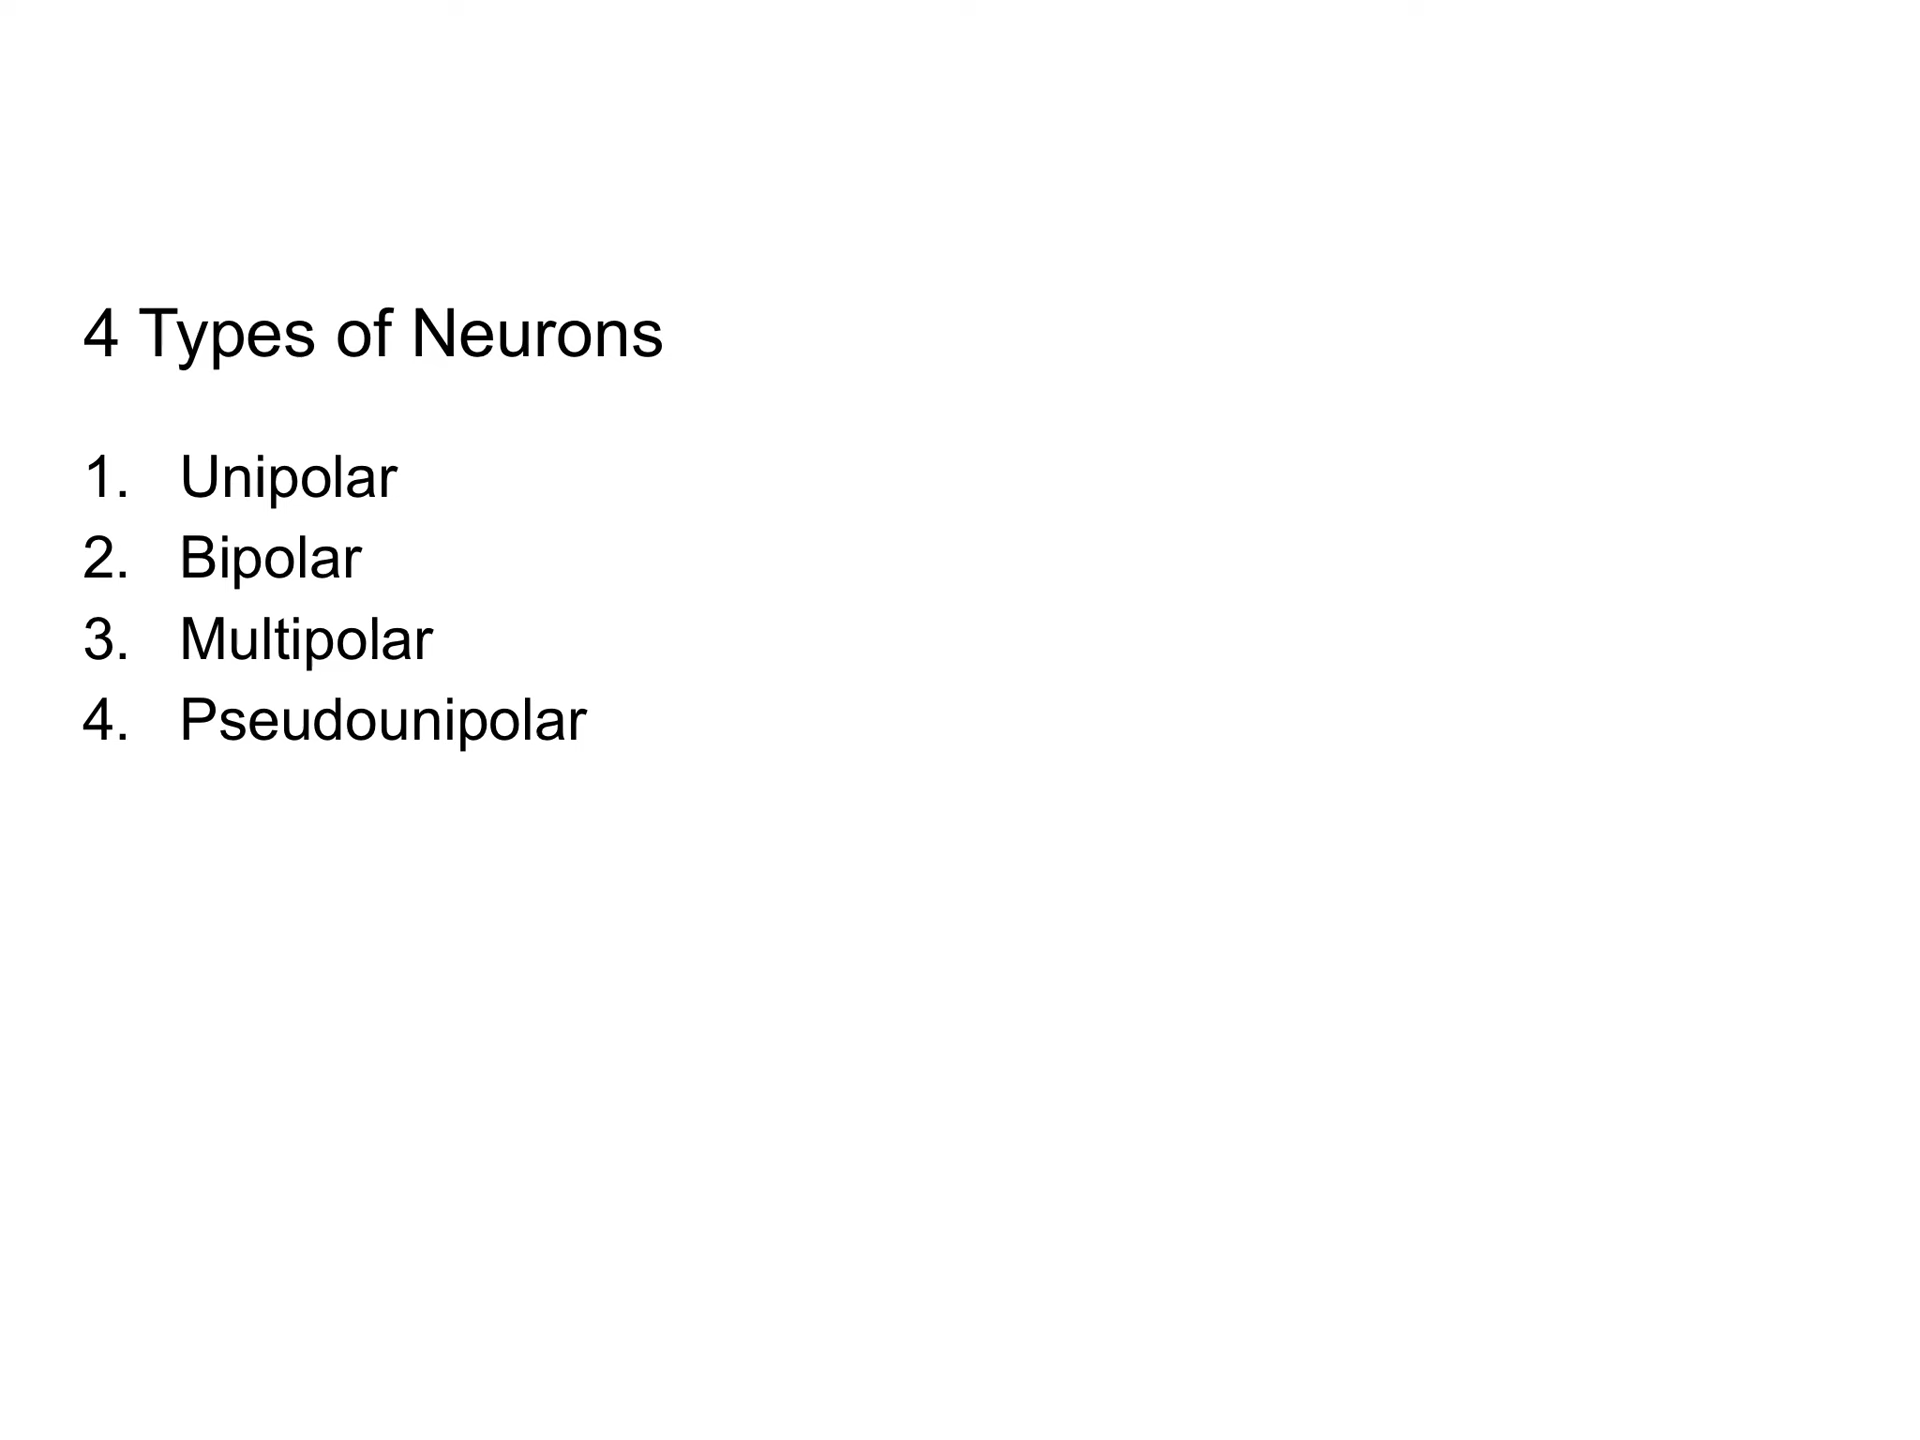 4 Types of Neurons
1. Unipolar
2. Bipolar
3. Multipolar
4. Pseudounipolar